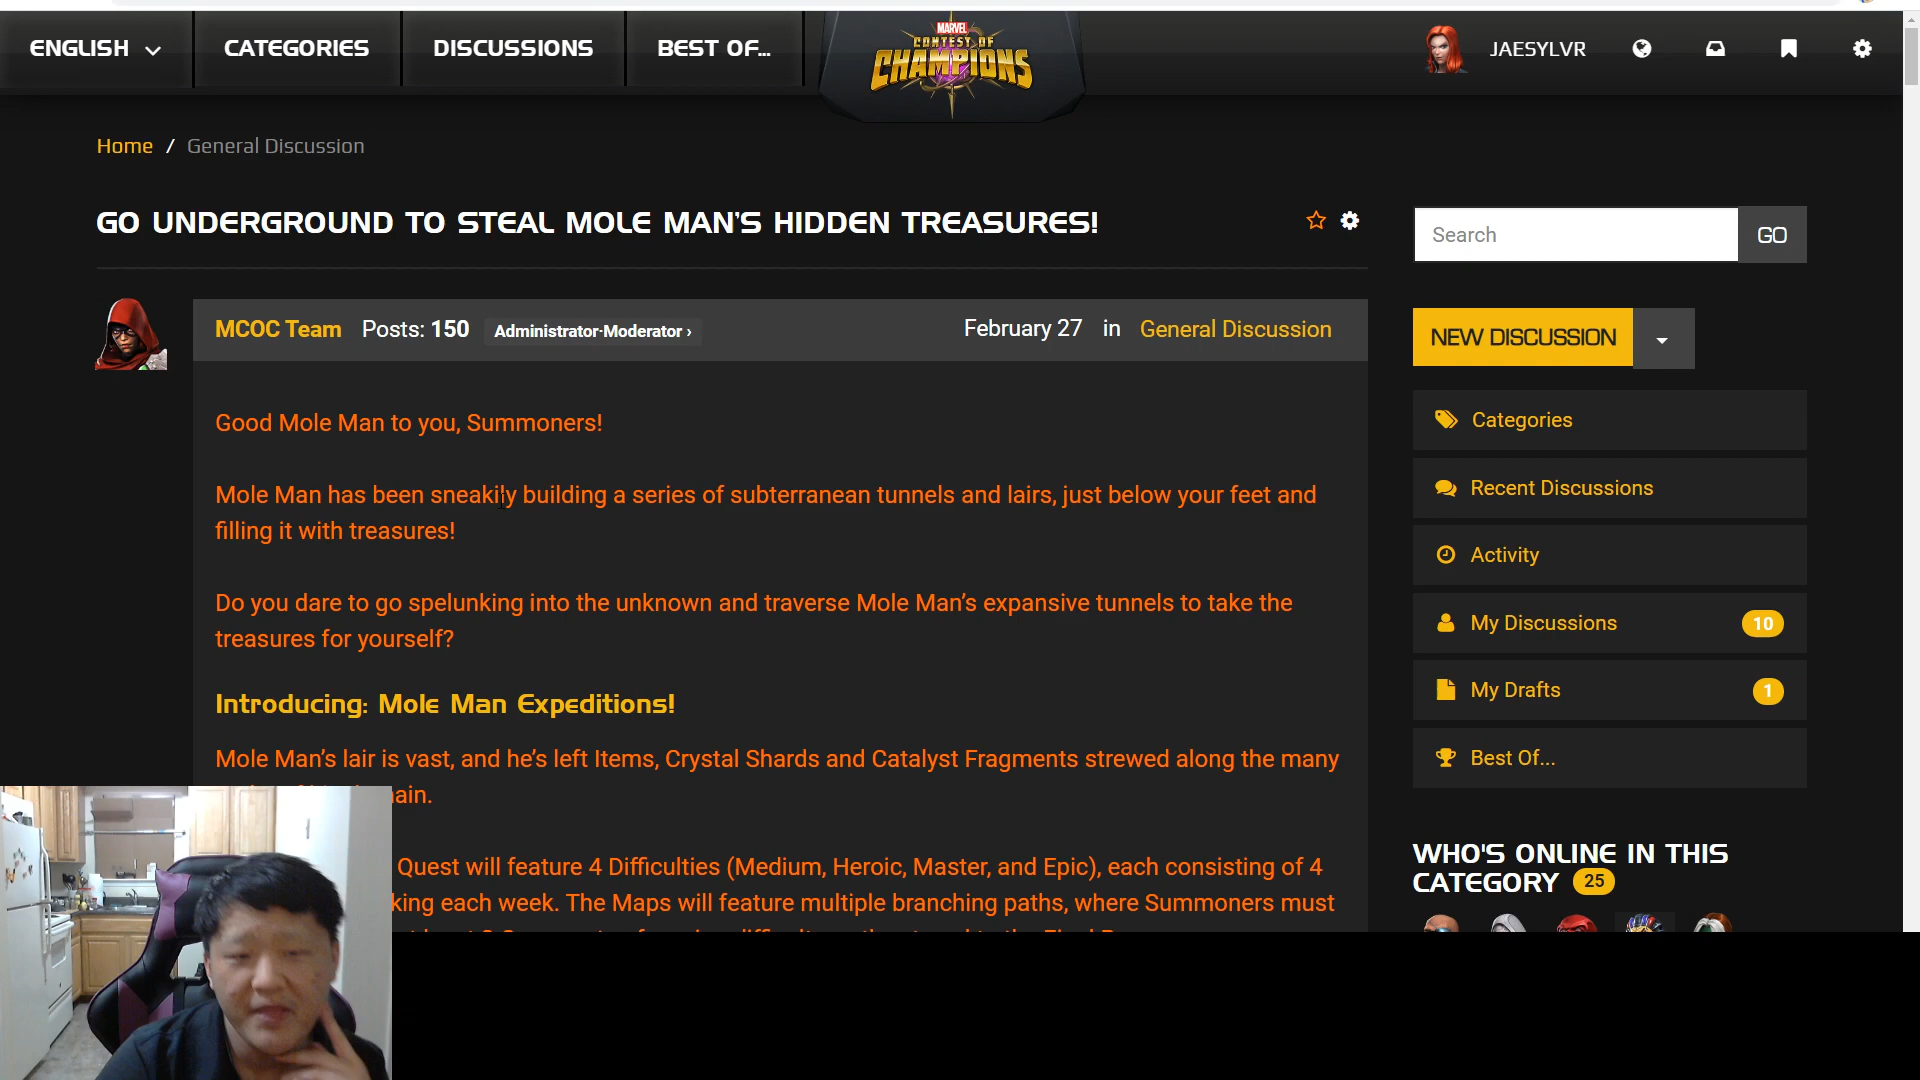 ENGLISH CATEGORIES DISCUSSIONS BEST OF... MARVEL CONTEST OF CHAMPIONS JAESYLVR
Home / General Discussion
GO UNDERGROUND TO STEAL MOLE MAN'S HIDDEN TREASURES!
MCOC Team Posts: 150 Administrator·Moderator › February 27 in General Discussion
Good Mole Man to you, Summoners!
Mole Man has been sneakily building a series of subterranean tunnels and lairs, just below your feet and
filling it with treasures!
Do you dare to go spelunking into the unknown and traverse Mole Man's expansive tunnels to take the
treasures for yourself?
Introducing: Mole Man Expeditions!
Mole Man's lair is vast, and he's left Items, Crystal Shards and Catalyst Fragments strewed along the many
ain.
Quest will feature 4 Difficulties (Medium, Heroic, Master, and Epic), each consisting of 4
king each week. The Maps will feature multiple branching paths, where Summoners must
Search GO
NEW DISCUSSION
Categories
Recent Discussions
Activity
My Discussions 10
My Drafts 1
Best Of...
WHO'S ONLINE IN THIS
CATEGORY 25